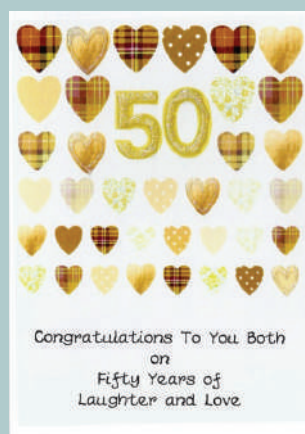 50
Congratulations To You Both
on
Fifty Years of
Laughter and Love